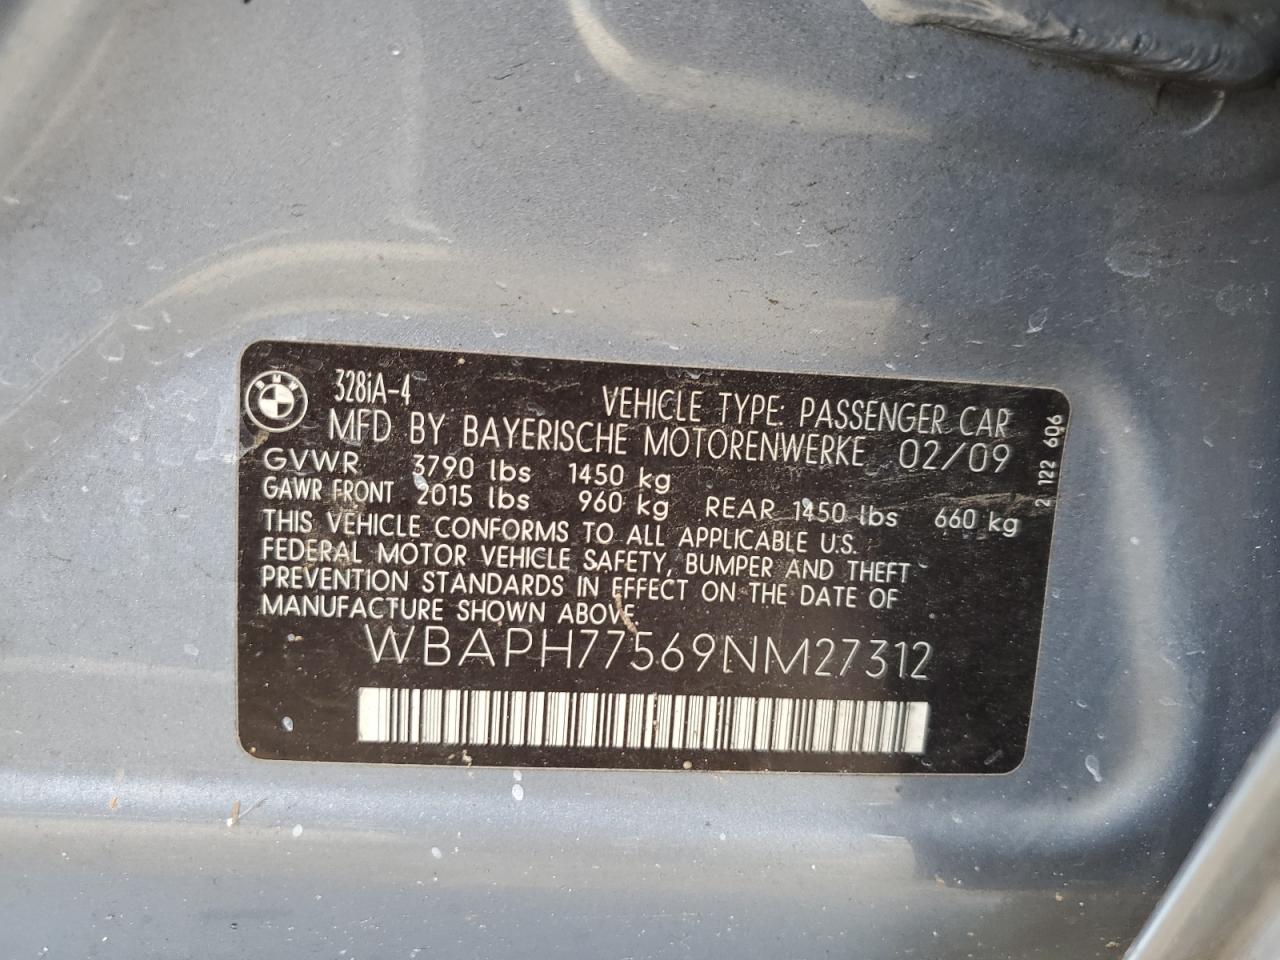 328iA-4
VEHICLE TYPE: PASSENGER CAR
MFD BY BAYERISCHE MOTORENWERKE 02/09
GVWR 3790 lbs 1450 kg
GAWR FRONT 2015 lbs 960 kg REAR 1450 lbs 660 kg
THIS VEHICLE CONFORMS TO ALL APPLICABLE U.S.
FEDERAL MOTOR VEHICLE SAFETY, BUMPER AND THEFT
PREVENTION STANDARDS IN EFFECT ON THE DATE OF
MANUFACTURE SHOWN ABOVE
WBAPH77569NM27312
2 122 606